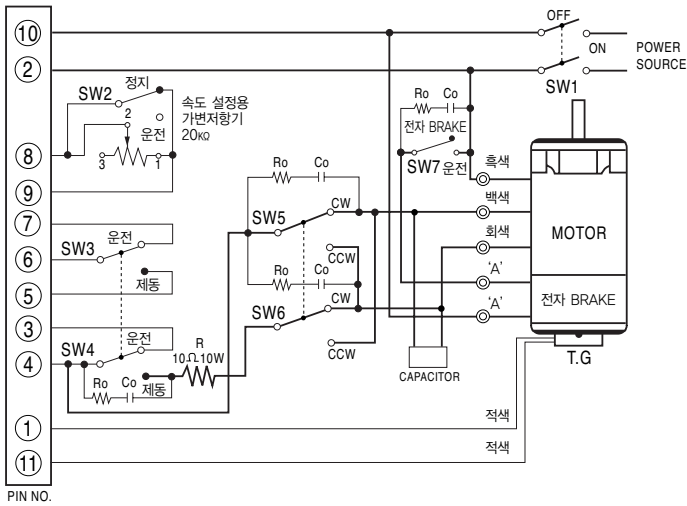 OFF
ON
POWER
SOURCE
SW1
10
2
SW2
정지
2
운전
3
1
속도 설정용
가변저항기
20KΩ
8
9
7
SW3
운전
6
제동
5
3
SW4
운전
4
Ro
Co
제동
R
10Ω 10W
Ro
Co
SW5
CW
CCW
Ro
Co
CW
SW6
CCW
Ro
Co
전자 BRAKE
SW7
운전
흑색
백색
회색
'A'
'A'
MOTOR
전자 BRAKE
T.G
CAPACITOR
1
적색
11
적색
PIN NO.